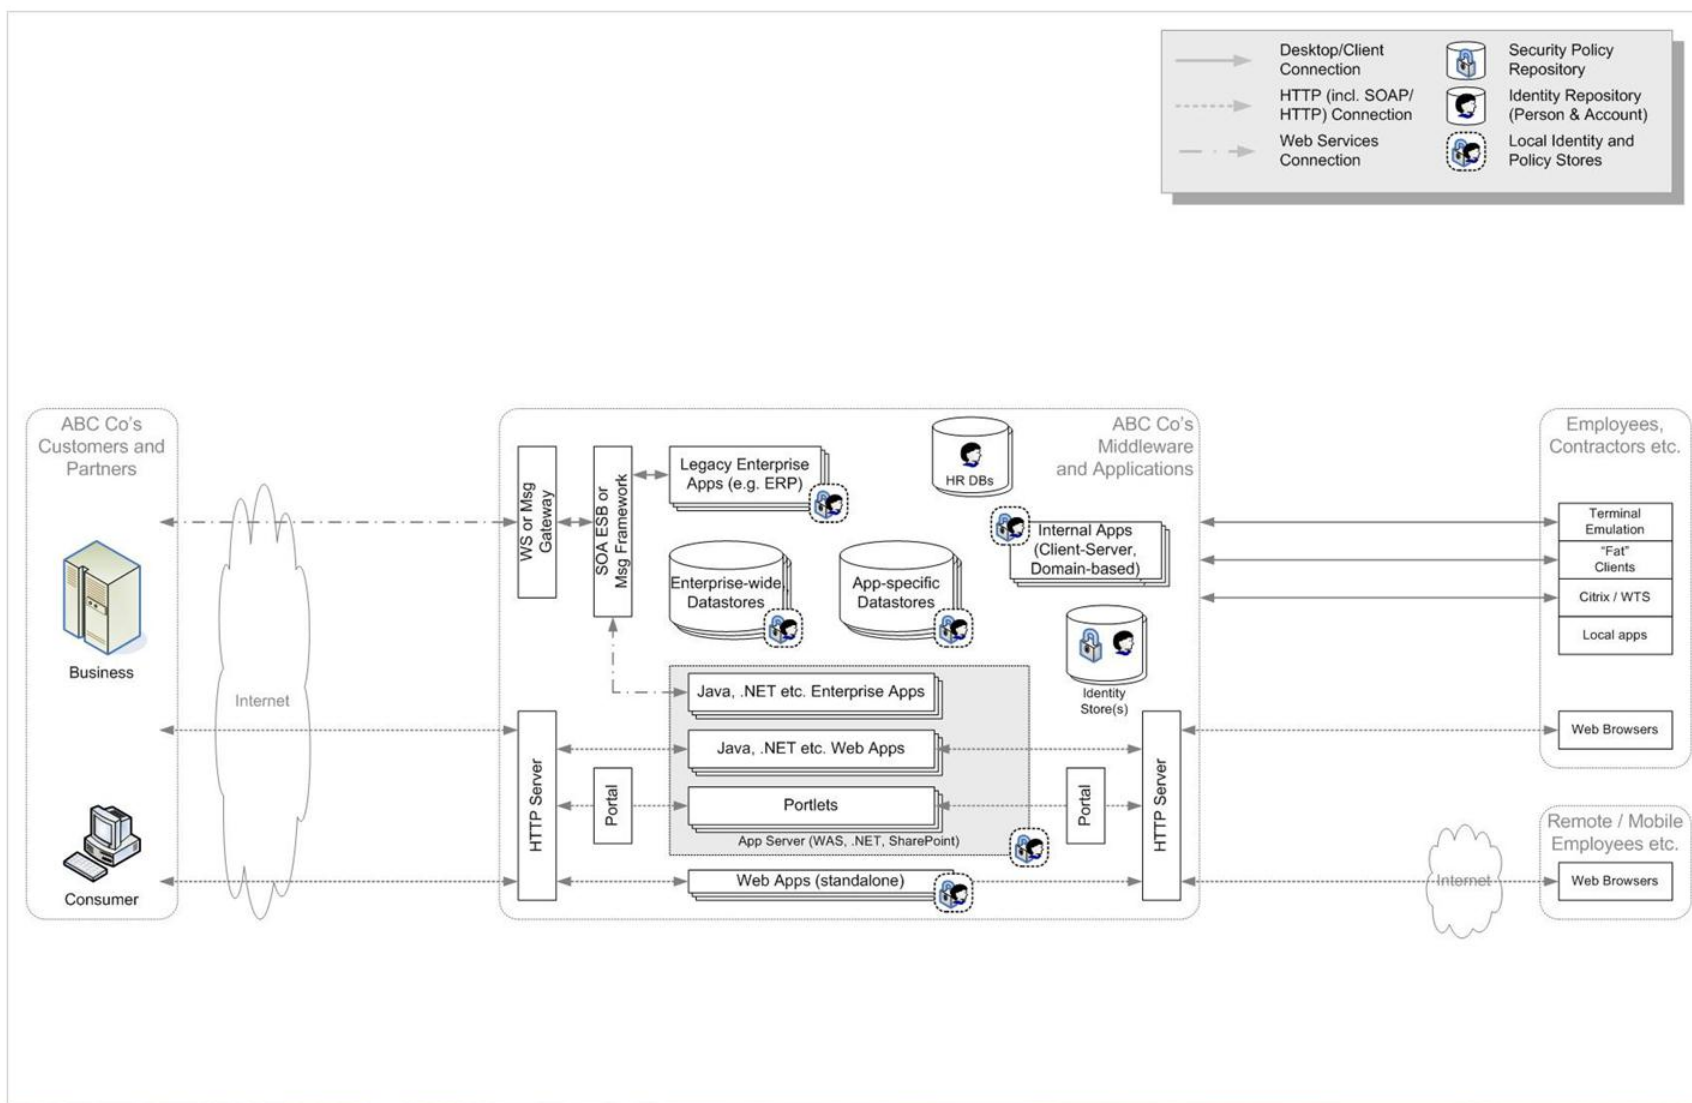 Desktop/Client
Connection
HTTP (incl. SOAP/
HTTP) Connection
Web Services
Connection
Security Policy
Repository
Identity Repository
(Person & Account)
Local Identity and
Policy Stores
ABC Co's
Customers and
Partners
Business
Consumer
Internet
ABC Co's
Middleware
and Applications
WS or Msg
Gateway
SOA ESB or
Msg Framework
Legacy Enterprise
Apps (e.g. ERP)
HR DBs
Enterprise-wide
Datastores
App-specific
Datastores
Internal Apps
(Client-Server,
Domain-based)
Identity
Store(s)
Java, .NET etc. Enterprise Apps
Java, .NET etc. Web Apps
Portlets
App Server (WAS, .NET, SharePoint)
Web Apps (standalone)
HTTP Server
Portal
Portal
HTTP Server
Employees,
Contractors etc.
Terminal
Emulation
"Fat"
Clients
Citrix / WTS
Local apps
Web Browsers
Remote / Mobile
Employees etc.
Internet
Web Browsers